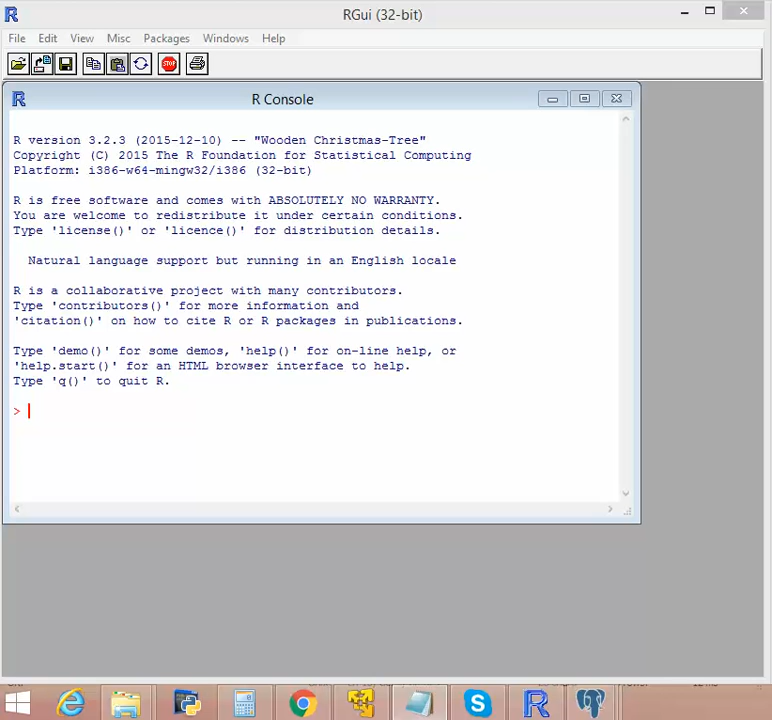 RGui (32-bit)
File Edit View Misc Packages Windows Help
STOP
R Console
R version 3.2.3 (2015-12-10) -- "Wooden Christmas-Tree"
Copyright (C) 2015 The R Foundation for Statistical Computing
Platform: i386-w64-mingw32/i386 (32-bit)
R is free software and comes with ABSOLUTELY NO WARRANTY.
You are welcome to redistribute it under certain conditions.
Type 'license()' or 'licence()' for distribution details.
Natural language support but running in an English locale
R is a collaborative project with many contributors.
Type 'contributors()' for more information and
'citation()' on how to cite R or R packages in publications.
Type 'demo()' for some demos, 'help()' for on-line help, or
'help.start()' for an HTML browser interface to help.
Type 'q()' to quit R.
>